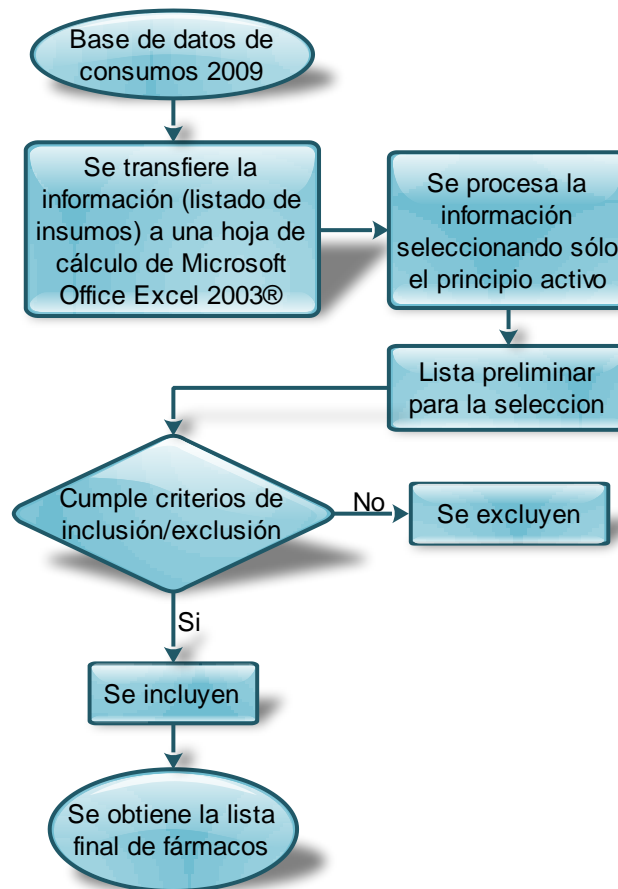 Base de datos de
consumos 2009
Se transfiere la
información (listado de
insumos) a una hoja de
cálculo de Microsoft
Office Excel 2003®
Se procesa la
información
seleccionando sólo
el principio activo
Lista preliminar
para la seleccion
Cumple criterios de
inclusión/exclusión
No
Se excluyen
Si
Se incluyen
Se obtiene la lista
final de fármacos